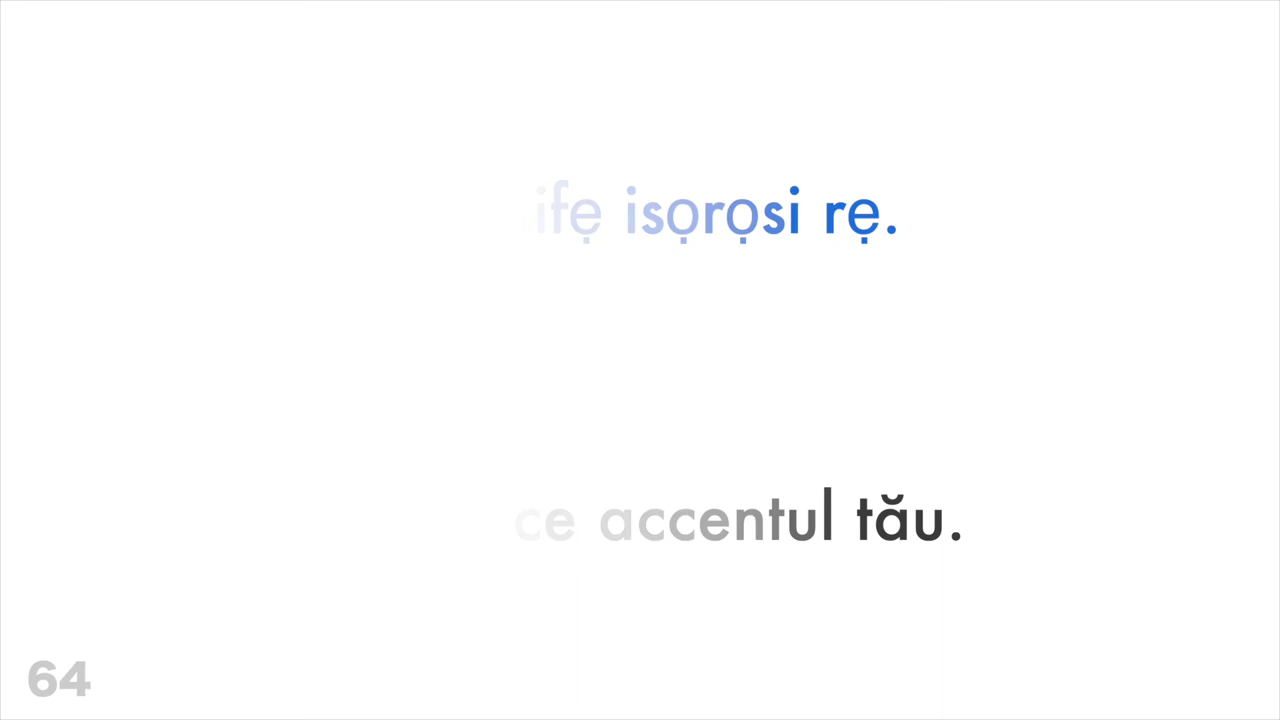 ifẹ isọrọsi rẹ.
ce accentul tău.
64